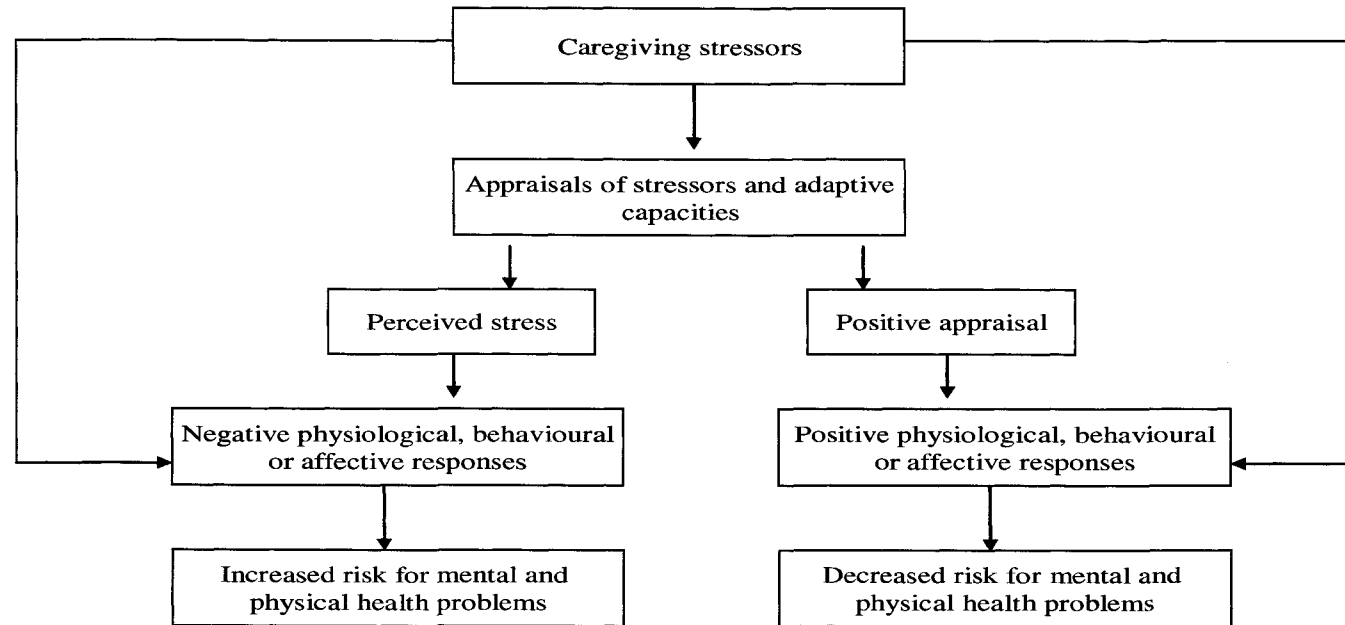 Caregiving stressors
Appraisals of stressors and adaptive
capacities
Perceived stress
Positive appraisal
Negative physiological, behavioural
or affective responses
Positive physiological, behavioural
or affective responses
Increased risk for mental and
physical health problems
Decreased risk for mental and
physical health problems